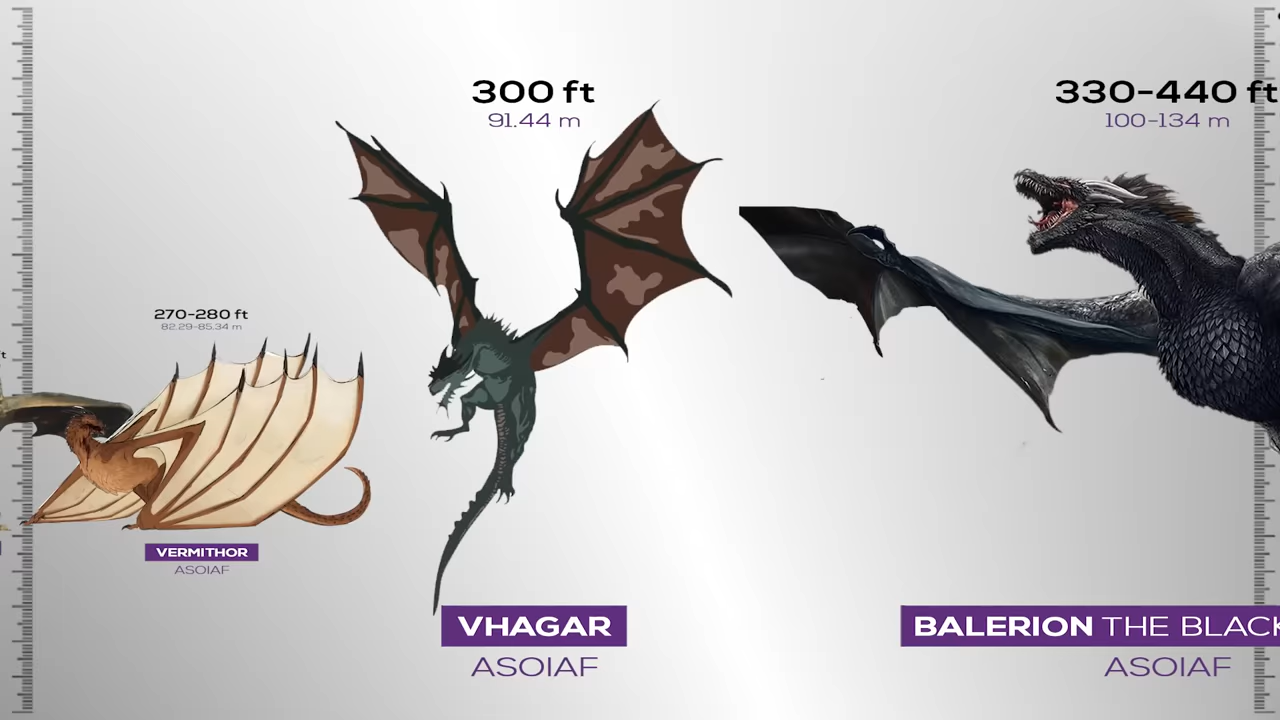 ft
270-280 ft
82.29-85.34 m
VERMITHOR
ASOIAF
300 ft
91.44 m
VHAGAR
ASOIAF
330-440 ft
100-134 m
BALERION THE BLACK
ASOIAF